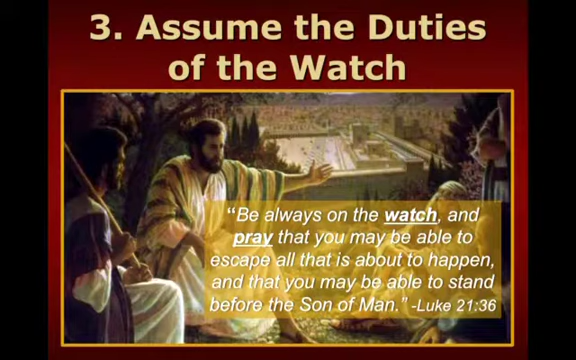 3. Assume the Duties
of the Watch
“Be always on the watch, and
pray that you may be able to
escape all that is about to happen,
and that you may be able to stand
before the Son of Man.” -Luke 21:36